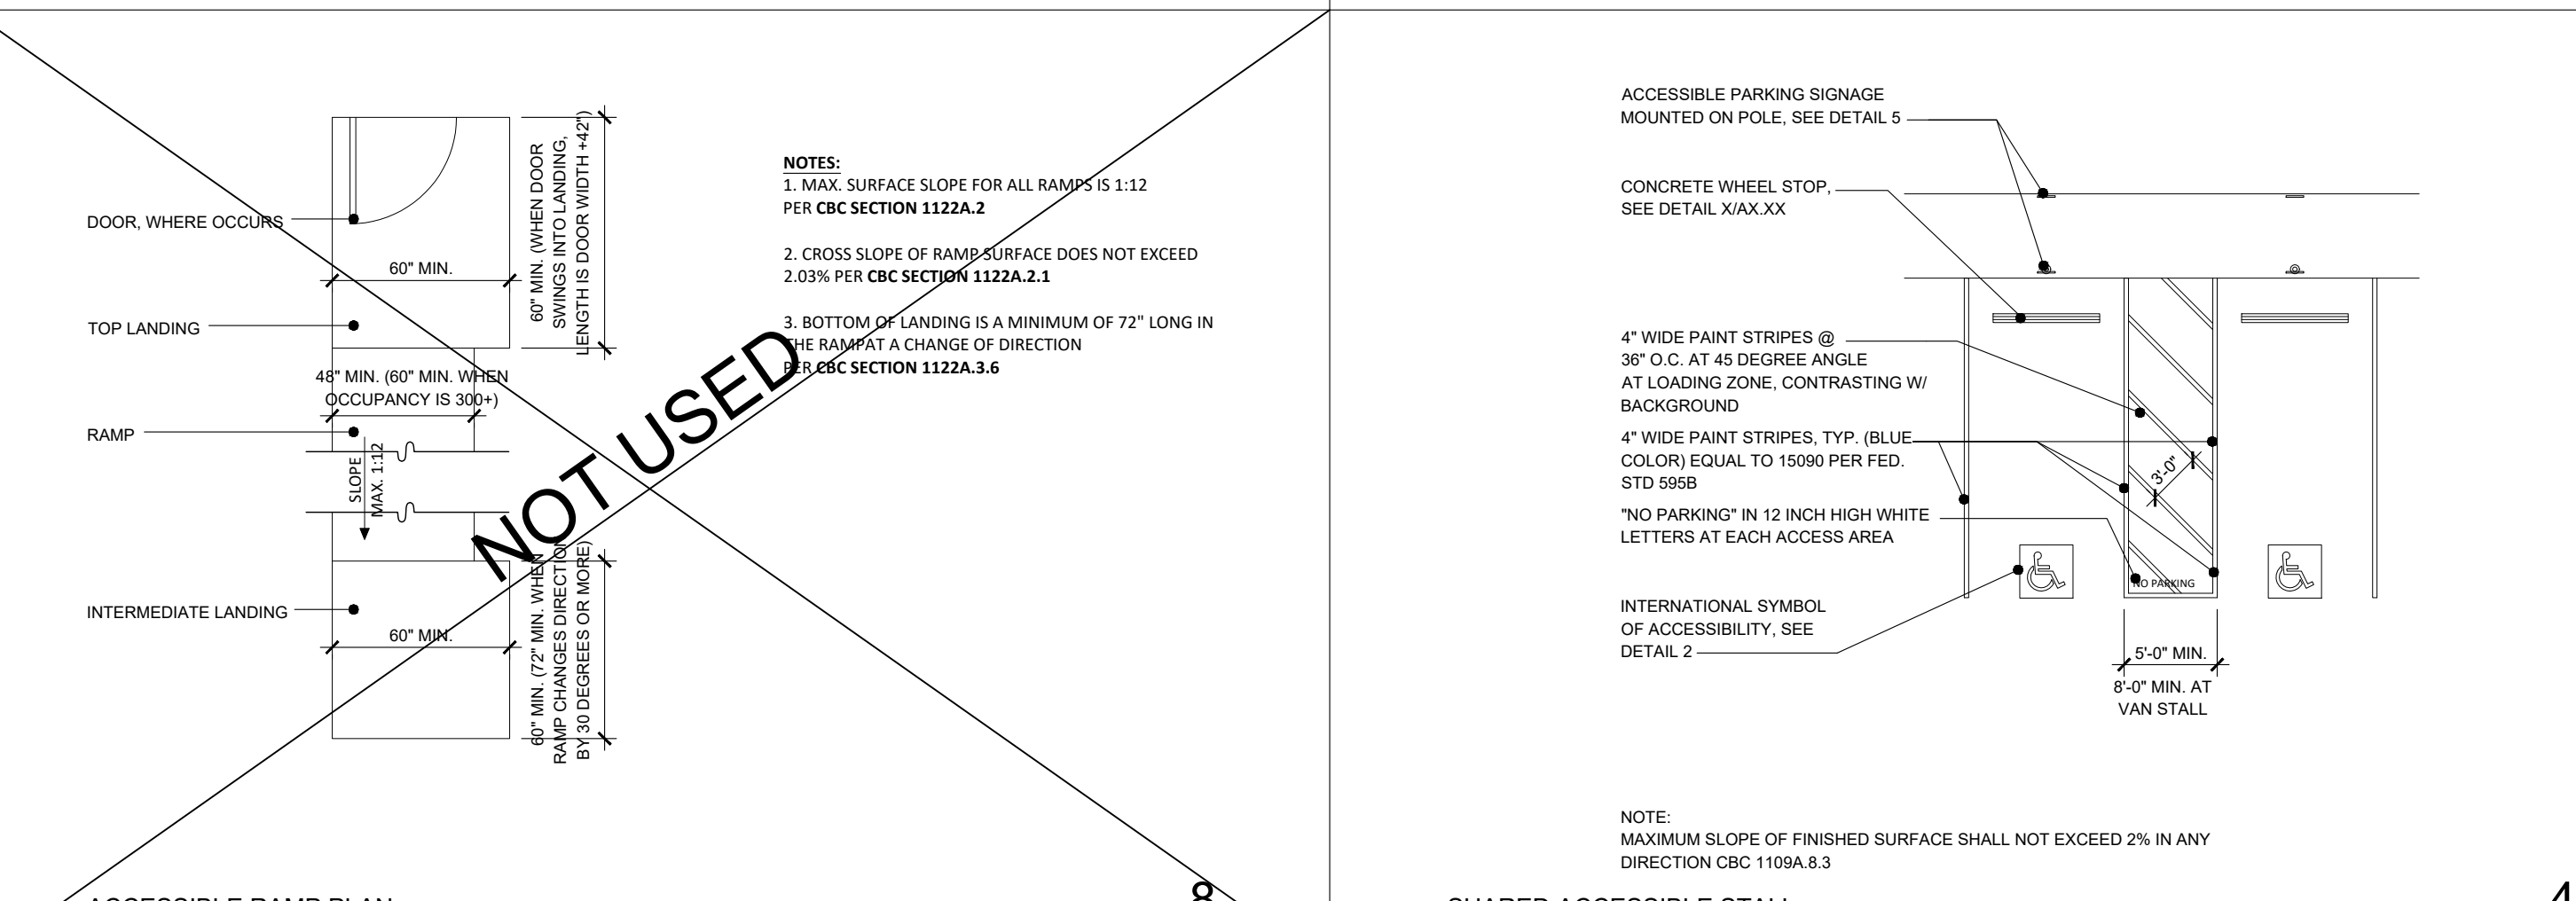 DOOR, WHERE OCCURS
60" MIN.
60" MIN. (WHEN DOOR
SWINGS INTO LANDING,
LENGTH IS DOOR WIDTH +42")
TOP LANDING
48" MIN. (60" MIN. WHEN
OCCUPANCY IS 300+)
RAMP
SLOPE
MAX. 1:12
INTERMEDIATE LANDING
60" MIN.
60" MIN. (72" MIN. WHEN
RAMP CHANGES DIRECTION
BY 30 DEGREES OR MORE)
NOTES:
1. MAX. SURFACE SLOPE FOR ALL RAMPS IS 1:12
PER CBC SECTION 1122A.2
2. CROSS SLOPE OF RAMP SURFACE DOES NOT EXCEED
2.03% PER CBC SECTION 1122A.2.1
3. BOTTOM OF LANDING IS A MINIMUM OF 72" LONG IN
THE RAMPAT A CHANGE OF DIRECTION
PER CBC SECTION 1122A.3.6
NOT USED
ACCESSIBLE RAMP PLAN
8
ACCESSIBLE PARKING SIGNAGE
MOUNTED ON POLE, SEE DETAIL 5
CONCRETE WHEEL STOP,
SEE DETAIL X/AX.XX
4" WIDE PAINT STRIPES @
36" O.C. AT 45 DEGREE ANGLE
AT LOADING ZONE, CONTRASTING W/
BACKGROUND
4" WIDE PAINT STRIPES, TYP. (BLUE
COLOR) EQUAL TO 15090 PER FED.
STD 595B
"NO PARKING" IN 12 INCH HIGH WHITE
LETTERS AT EACH ACCESS AREA
INTERNATIONAL SYMBOL
OF ACCESSIBILITY, SEE
DETAIL 2
3'-0"
NO PARKING
5'-0" MIN.
8'-0" MIN. AT
VAN STALL
NOTE:
MAXIMUM SLOPE OF FINISHED SURFACE SHALL NOT EXCEED 2% IN ANY
DIRECTION CBC 1109A.8.3
SHARED ACCESSIBLE STALL
4